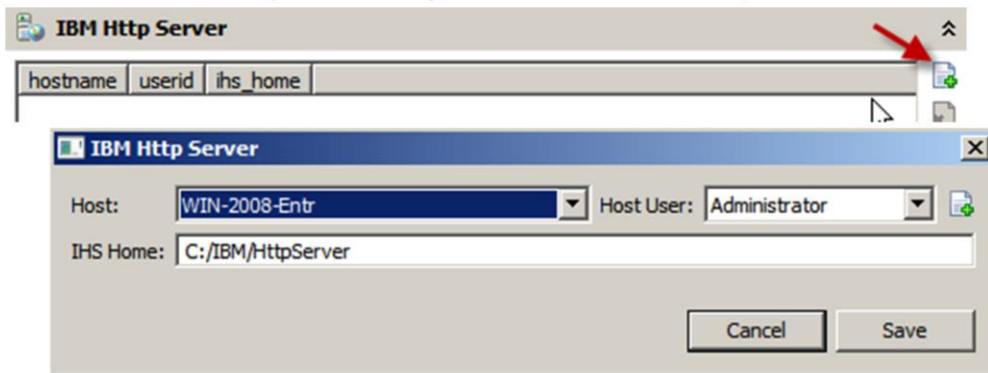 IBM Http Server
hostname userid ihs_home
IBM Http Server
Host: WIN-2008-Entr Host User: Administrator
IHS Home: C:/IBM/HttpServer
Cancel Save